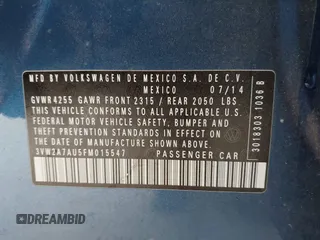 MFD BY VOLKSWAGEN DE MEXICO S.A. DE C.V.
MEXICO 07/14
GVWR 4255 GAWR FRONT 2315 / REAR 2050 LBS.
THIS VEHICLE CONFORMS TO ALL APPLICABLE U.S.
FEDERAL MOTOR VEHICLE SAFETY, BUMPER AND
THEFT PREVENTION STANDARDS IN EFFECT ON
THE DATE OF MANUFACTURE SHOWN ABOVE.
3VW2A7AU5FM015547 PASSENGER CAR
3018303 1036 B